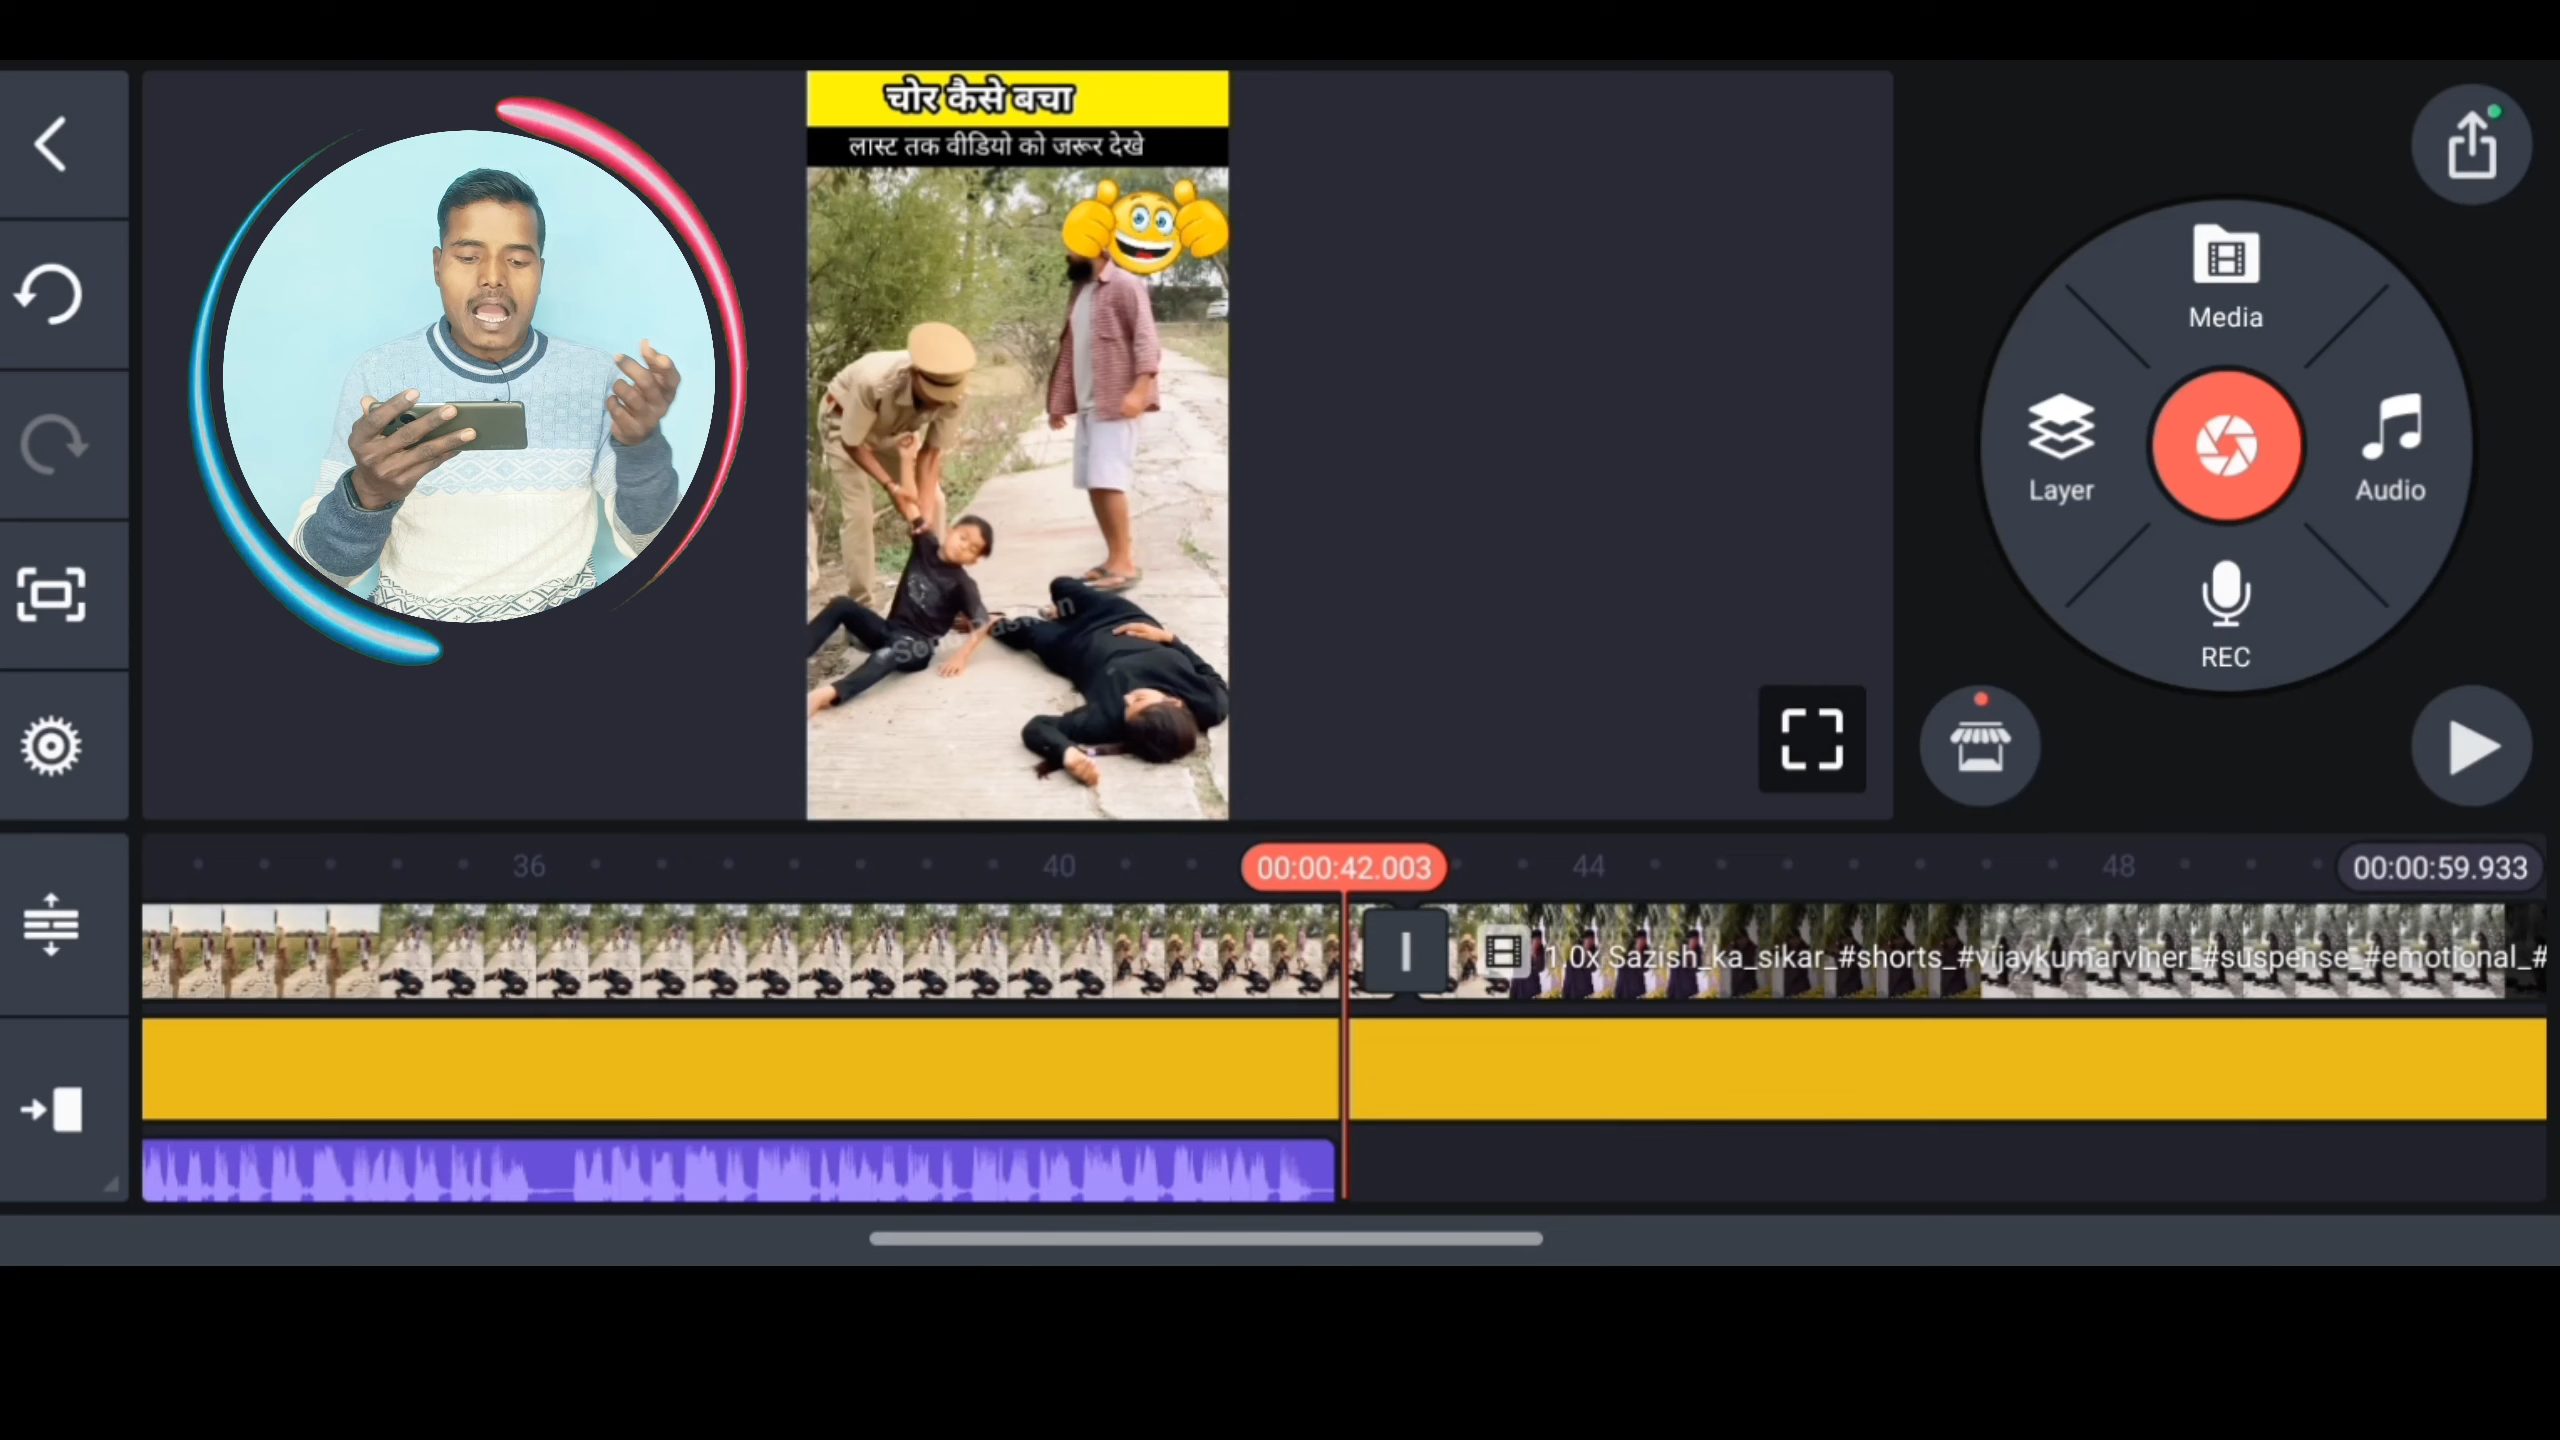 चोर कैसे बचा
लास्ट तक वीडियो को जरूर देखे
Media
Layer
Audio
REC
36
40
00:00:42.003
44
48
00:00:59.933
1.0x Sazish_ka_sikar_#shorts_#vijaykumarviner_#suspense_#emotional_#